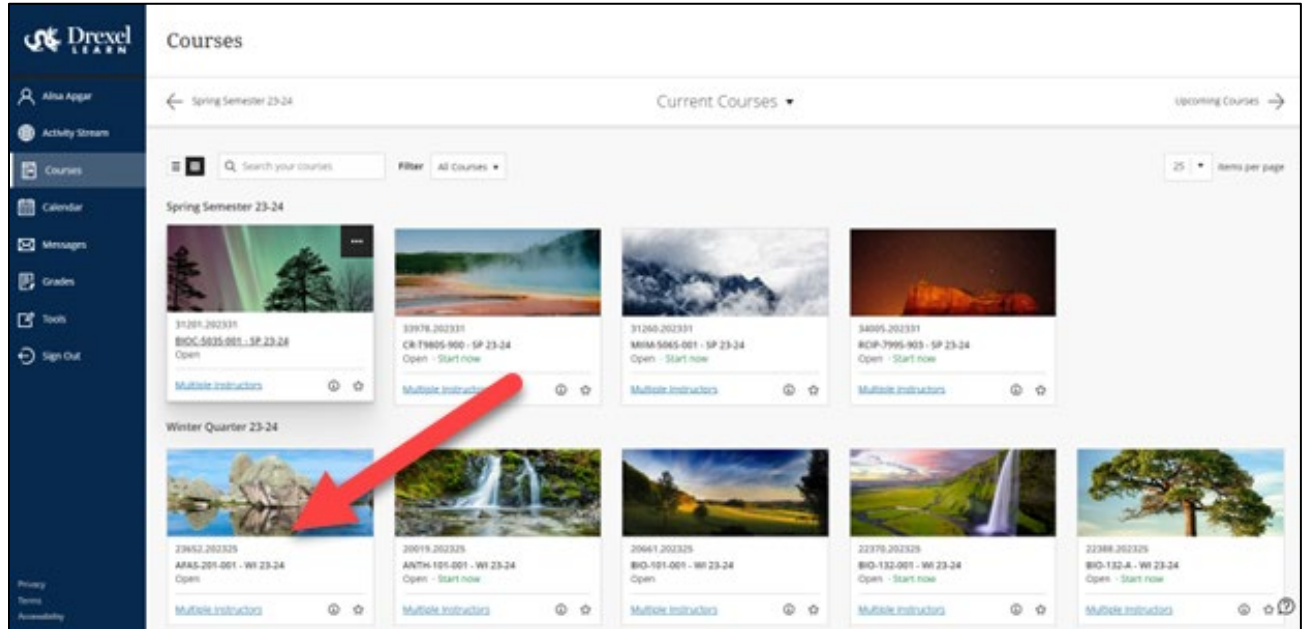 Drexel
LEARN
Courses
Alisa Apgar
Activity Stream
Courses
Calendar
Messages
Grades
Tools
Sign Out
Privacy
Terms
Accessibility
Spring Semester 23-24
Current Courses
Upcoming Courses
Search your courses
Filter
All Courses
25
items per page
Spring Semester 23-24
31201.202331
BIOC-5035-001 - SP 23-24
Open
Multiple Instructors
33978.202331
CR-T980S-900 - SP 23-24
Open · Start now
Multiple Instructors
31260.202331
MIIM-506S-001 - SP 23-24
Open · Start now
Multiple Instructors
34005.202331
RCIP-799S-903 - SP 23-24
Open · Start now
Multiple Instructors
Winter Quarter 23-24
23652.202325
APAS-201-001 - WI 23-24
Open
Multiple Instructors
20019.202325
ANTH-101-001 - WI 23-24
Open · Start now
Multiple Instructors
20661.202325
BIO-101-001 - WI 23-24
Open
Multiple Instructors
22370.202325
BIO-132-001 - WI 23-24
Open · Start now
Multiple Instructors
22388.202325
BIO-132-A - WI 23-24
Open · Start now
Multiple Instructors